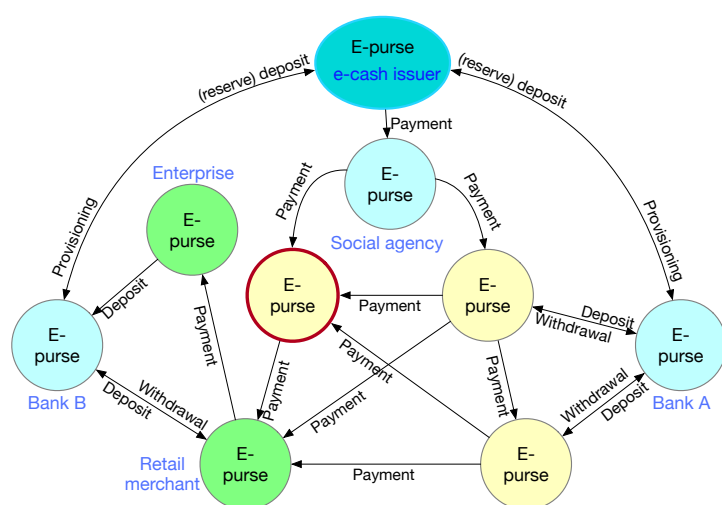 E-purse
e-cash issuer
(reserve) deposit
(reserve) deposit
Payment
Enterprise
E-
purse
Payment
Payment
Social agency
E-
purse
Provisioning
Provisioning
E-
purse
Payment
E-
purse
Deposit
Deposit
Withdrawal
E-
purse
Bank B
E-
purse
Bank A
Payment
Payment
Payment
Payment
Payment
Withdrawal
Deposit
Withdrawal
Deposit
Retail
merchant
E-
purse
Payment
E-
purse